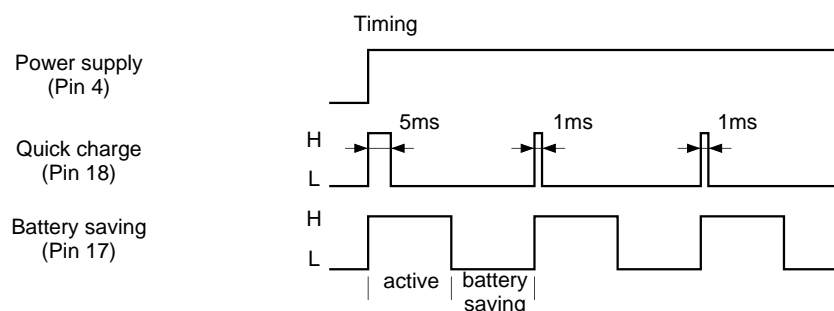 Timing
Power supply
(Pin 4)
5ms
1ms
1ms
H
Quick charge
(Pin 18)
L
H
Battery saving
(Pin 17)
L
active
battery
saving